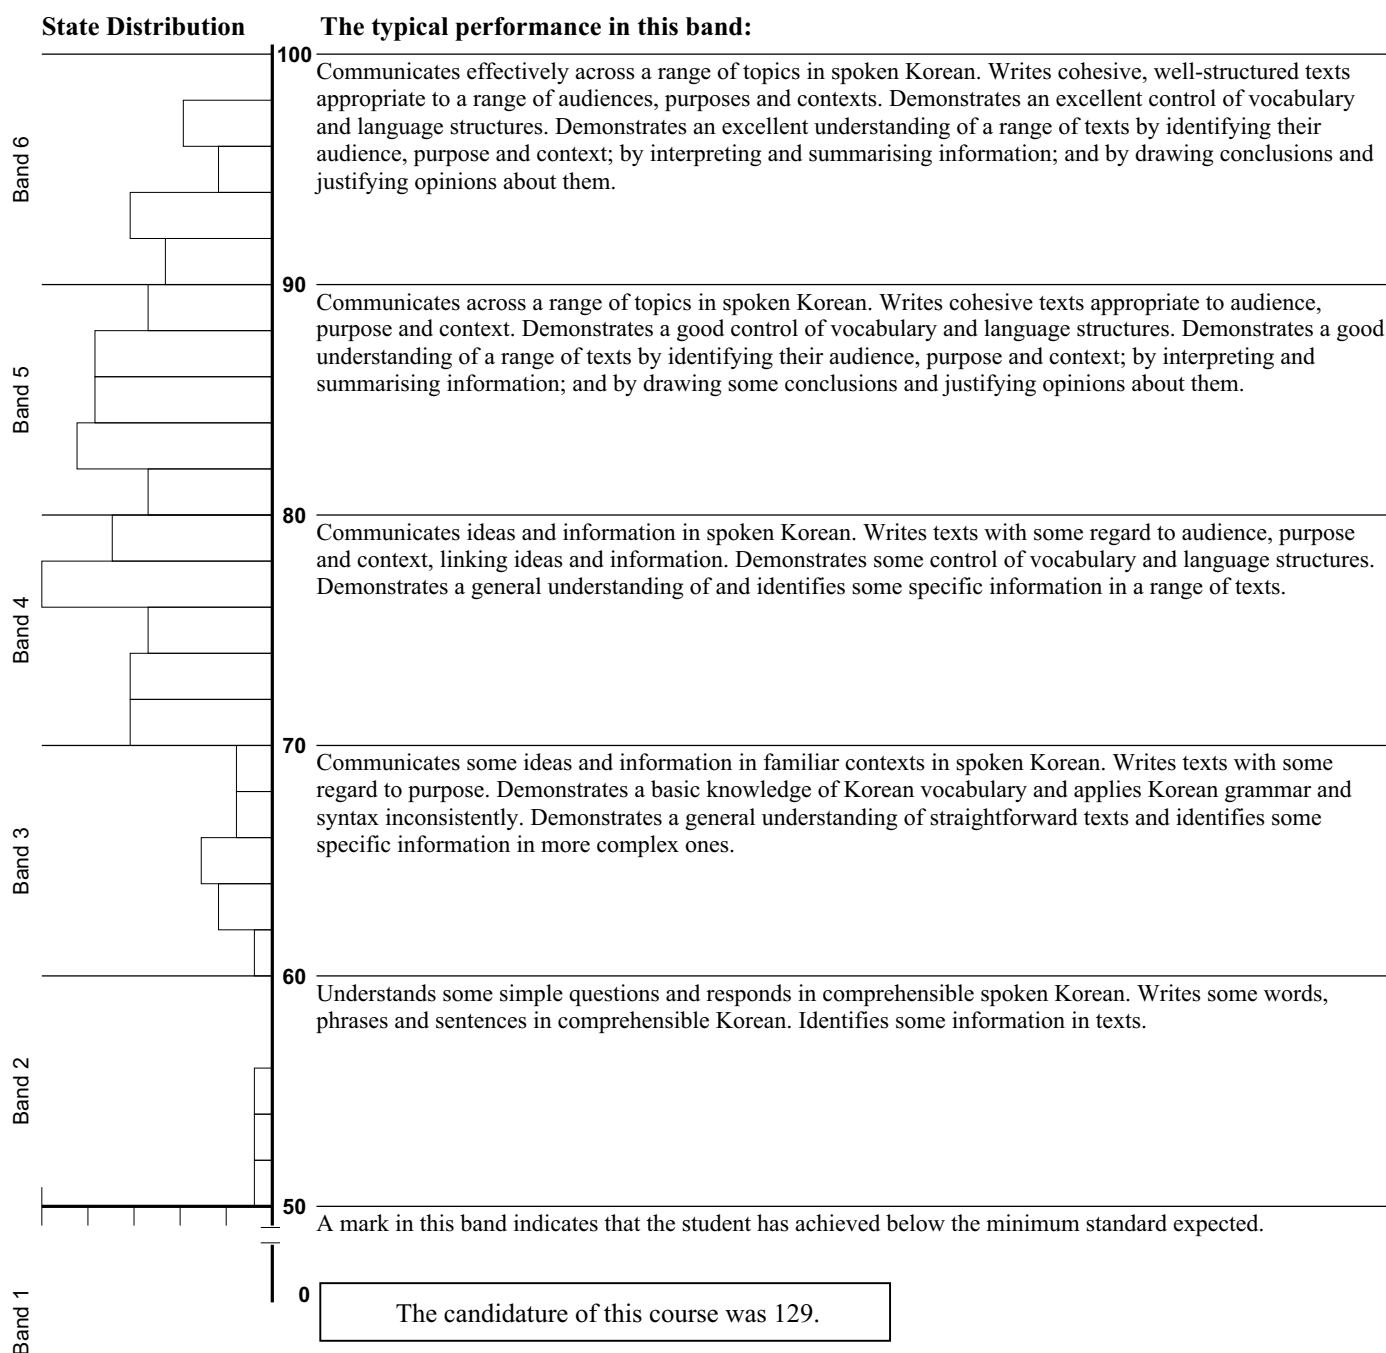 State Distribution
The typical performance in this band:
100
Communicates effectively across a range of topics in spoken Korean. Writes cohesive, well-structured texts
appropriate to a range of audiences, purposes and contexts. Demonstrates an excellent control of vocabulary
and language structures. Demonstrates an excellent understanding of a range of texts by identifying their
audience, purpose and context; by interpreting and summarising information; and by drawing conclusions and
justifying opinions about them.
Band 6
90
Communicates across a range of topics in spoken Korean. Writes cohesive texts appropriate to audience,
purpose and context. Demonstrates a good control of vocabulary and language structures. Demonstrates a good
understanding of a range of texts by identifying their audience, purpose and context; by interpreting and
summarising information; and by drawing some conclusions and justifying opinions about them.
Band 5
80
Communicates ideas and information in spoken Korean. Writes texts with some regard to audience, purpose
and context, linking ideas and information. Demonstrates some control of vocabulary and language structures.
Demonstrates a general understanding of and identifies some specific information in a range of texts.
Band 4
70
Communicates some ideas and information in familiar contexts in spoken Korean. Writes texts with some
regard to purpose. Demonstrates a basic knowledge of Korean vocabulary and applies Korean grammar and
syntax inconsistently. Demonstrates a general understanding of straightforward texts and identifies some
specific information in more complex ones.
Band 3
60
Understands some simple questions and responds in comprehensible spoken Korean. Writes some words,
phrases and sentences in comprehensible Korean. Identifies some information in texts.
Band 2
50
A mark in this band indicates that the student has achieved below the minimum standard expected.
0
Band 1
The candidature of this course was 129.